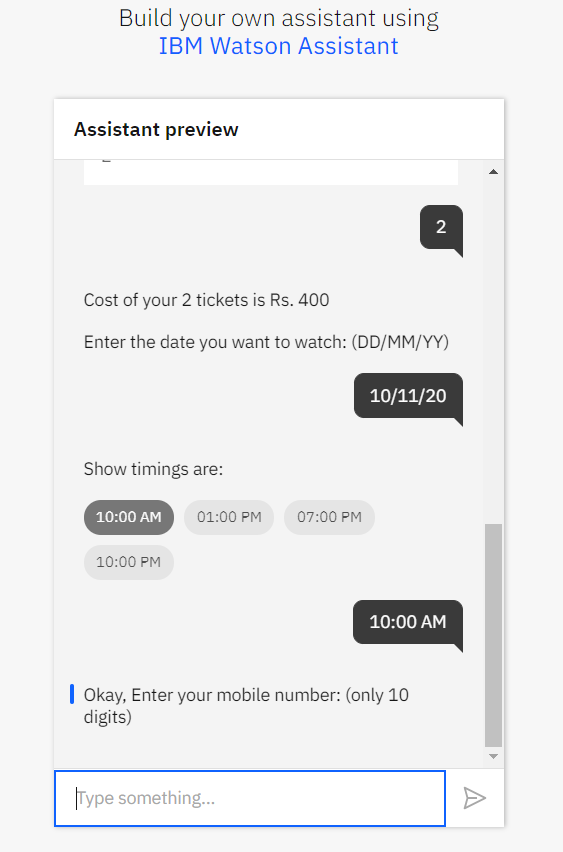 Build your own assistant using
IBM Watson Assistant
Assistant preview
2
Cost of your 2 tickets is Rs. 400
Enter the date you want to watch: (DD/MM/YY)
10/11/20
Show timings are:
10:00 AM 01:00 PM 07:00 PM
10:00 PM
10:00 AM
Okay, Enter your mobile number: (only 10
digits)
Type something...